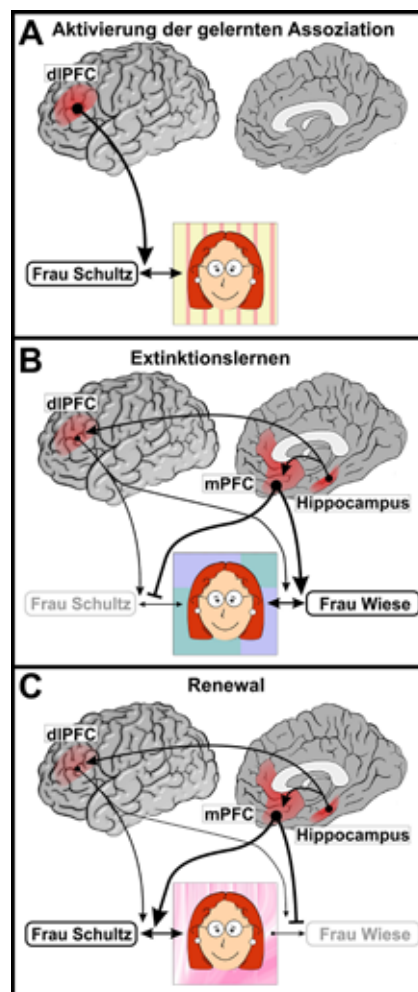 A Aktivierung der gelernten Assoziation
dlPFC
Frau Schultz
B Extinktionslernen
dlPFC
mPFC
Hippocampus
Frau Schultz
Frau Wiese
C Renewal
dlPFC
mPFC
Hippocampus
Frau Schultz
Frau Wiese